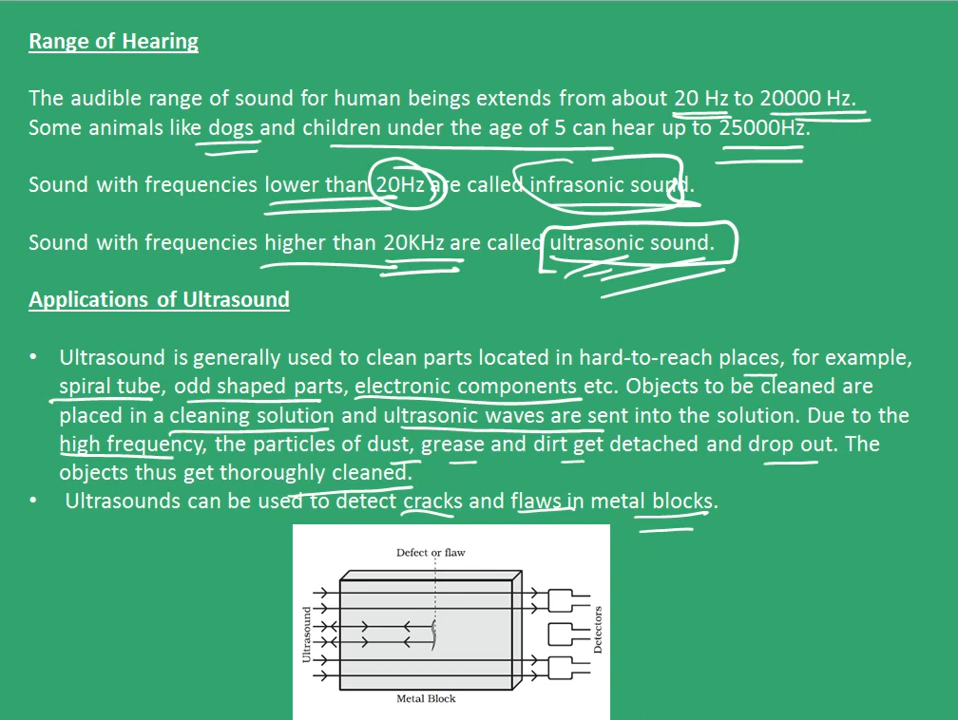 Range of Hearing
The audible range of sound for human beings extends from about 20 Hz to 20000 Hz.
Some animals like dogs and children under the age of 5 can hear up to 25000Hz.
Sound with frequencies lower than 20Hz are called infrasonic sound.
Sound with frequencies higher than 20KHz are called ultrasonic sound.
Applications of Ultrasound
• Ultrasound is generally used to clean parts located in hard-to-reach places, for example,
spiral tube, odd shaped parts, electronic components etc. Objects to be cleaned are
placed in a cleaning solution and ultrasonic waves are sent into the solution. Due to the
high frequency, the particles of dust, grease and dirt get detached and drop out. The
objects thus get thoroughly cleaned.
• Ultrasounds can be used to detect cracks and flaws in metal blocks.
Defect or flaw
Ultrasound
Detectors
Metal Block